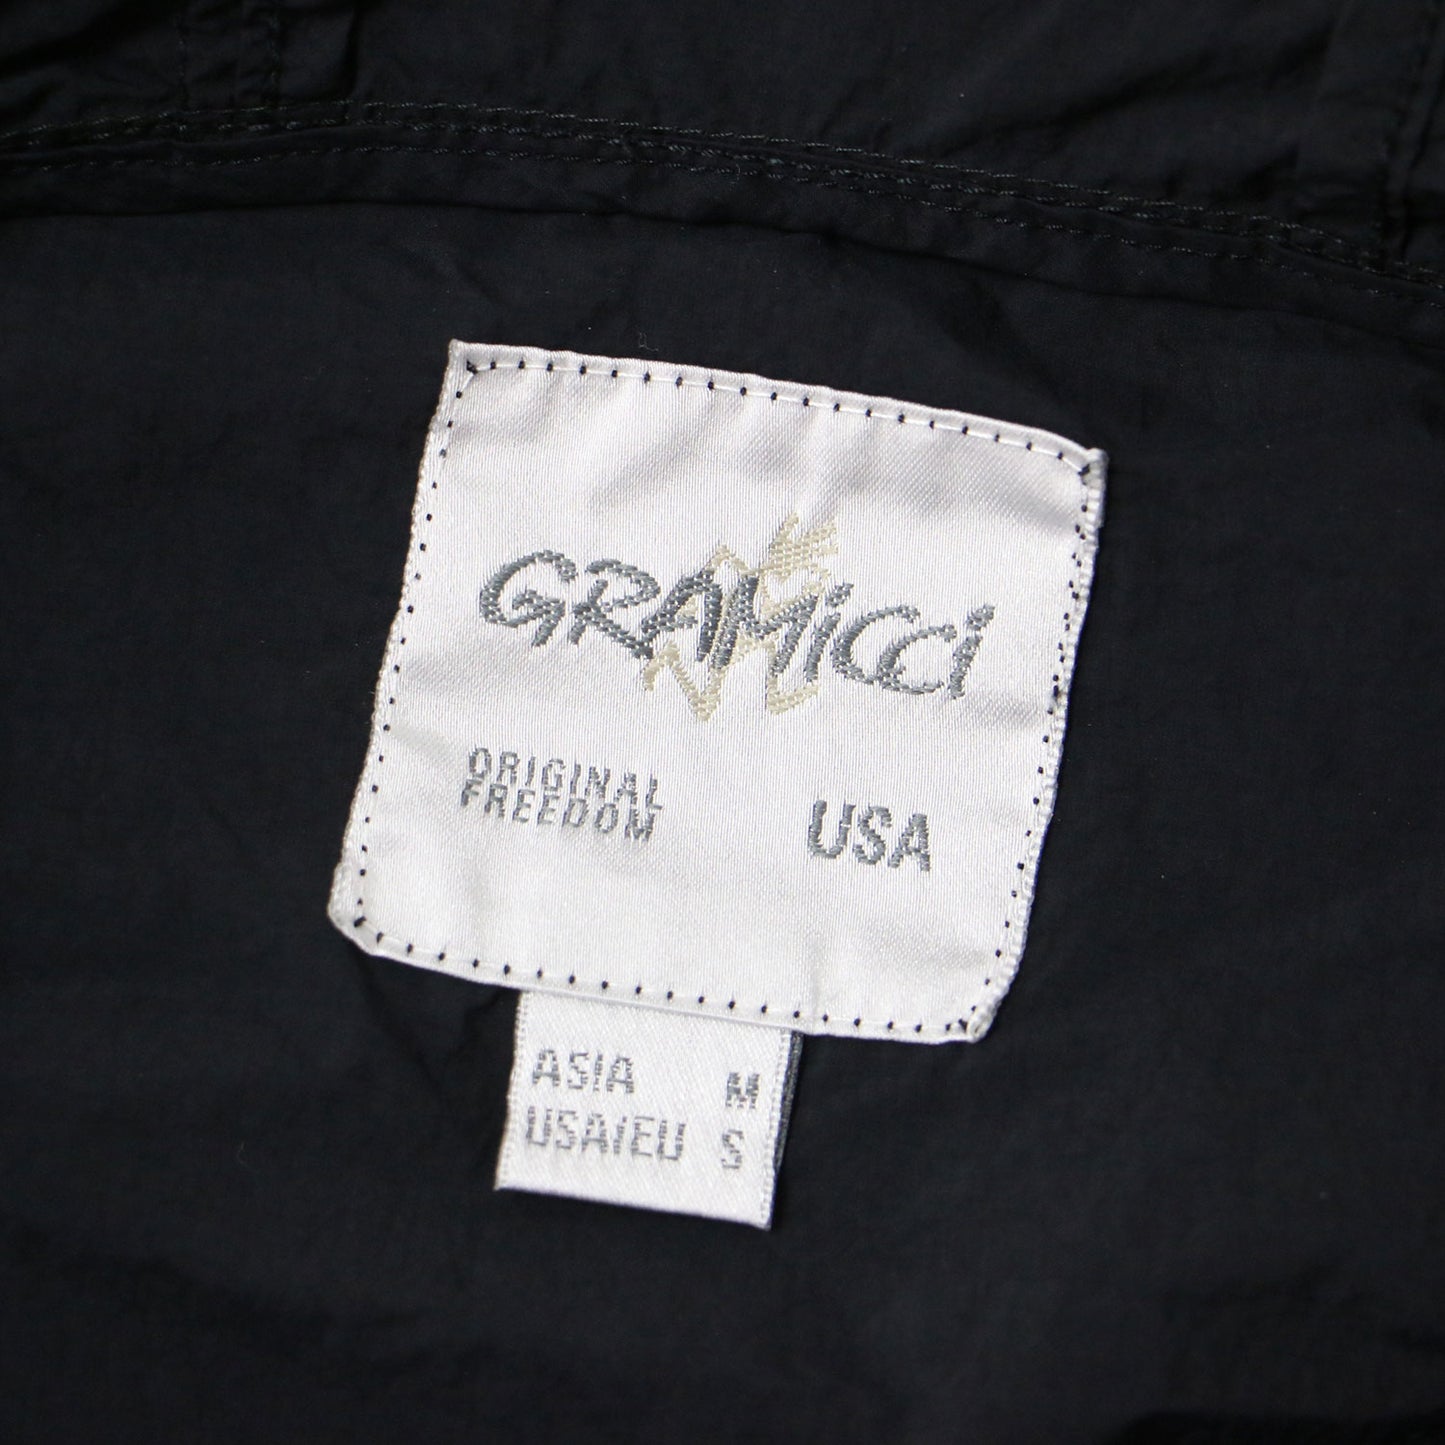 GRAMiCCi
ORIGINAL
FREEDOM
USA
ASIA M
USA/EU S